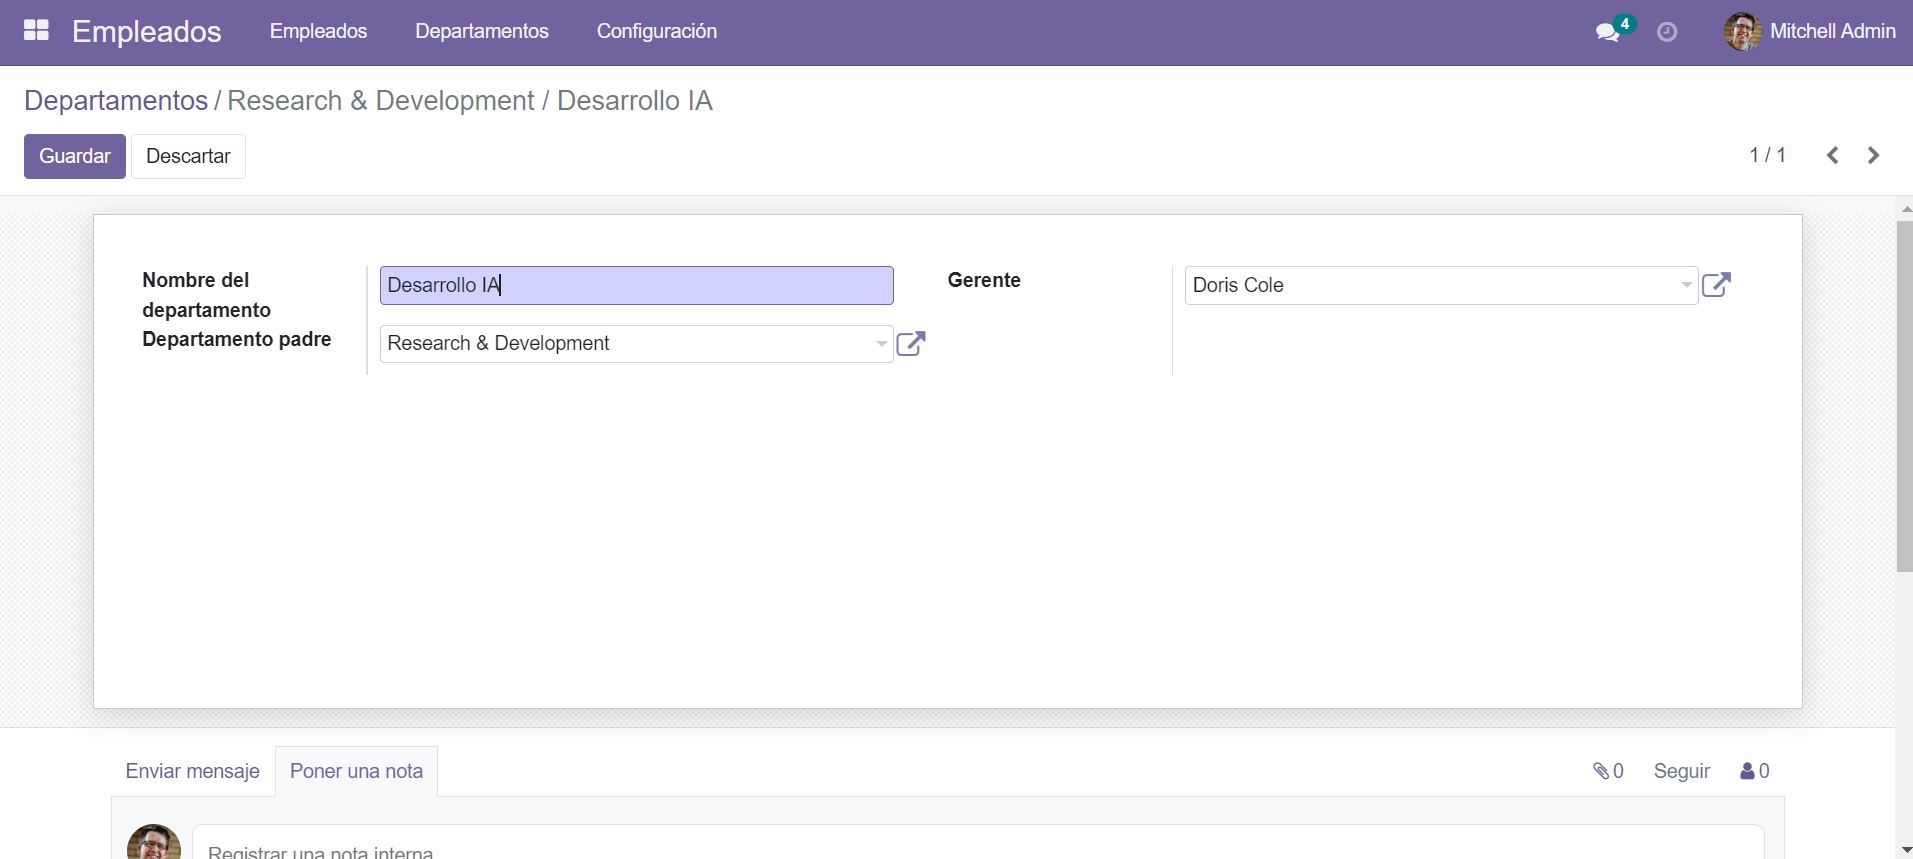 Empleados Empleados Departamentos Configuración 4 Mitchell Admin
Departamentos / Research & Development / Desarrollo IA
Guardar Descartar 1 / 1
Nombre del departamento Desarrollo IA Gerente Doris Cole
Departamento padre Research & Development
Enviar mensaje Poner una nota 0 Seguir 0
Registrar una nota interna